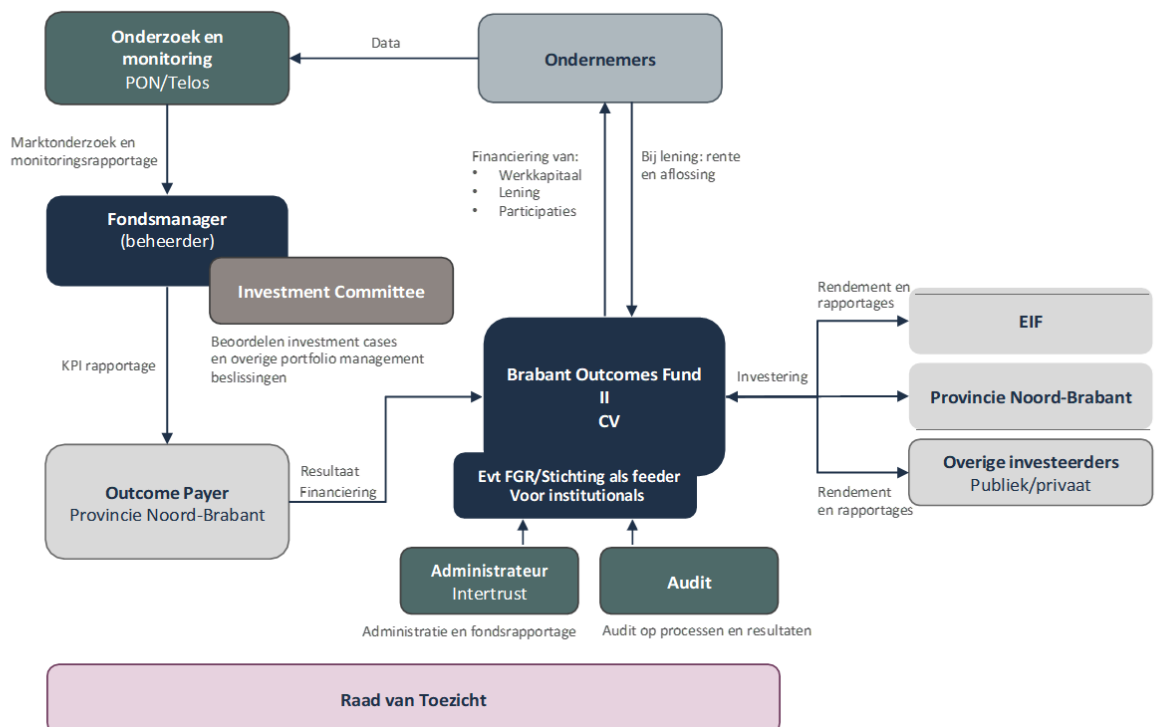 Onderzoek en
monitoring
PON/Telos
Data
Ondernemers
Marktonderzoek en
monitoringsrapportage
Financiering van:
• Werkkapitaal
• Lening
• Participaties
Bij lening: rente
en aflossing
Fondsmanager
(beheerder)
Investment Committee
Beoordelen investment cases
en overige portfolio management
beslissingen
KPI rapportage
Rendement en
rapportages
EIF
Brabant Outcomes Fund
II
CV
Investering
Provincie Noord-Brabant
Evt FGR/Stichting als feeder
Voor institutionals
Resultaat
Financiering
Outcome Payer
Provincie Noord-Brabant
Overige investeerders
Publiek/privaat
Rendement
en rapportages
Administrateur
Intertrust
Audit
Administratie en fondsrapportage
Audit op processen en resultaten
Raad van Toezicht